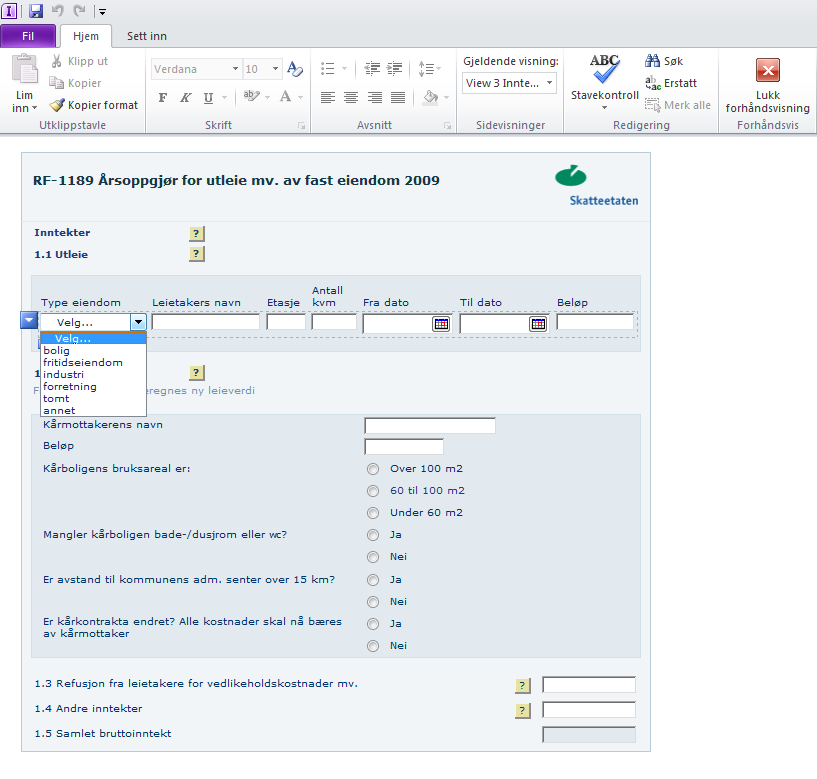 Fil Hjem Sett inn
Lim inn
Klipp ut
Kopier
Kopier format
Utklippstavle
Verdana 10
F K U aby A
Skrift
Avsnitt
Gjeldende visning:
View 3 Innte...
Sidevisninger
ABC
Stavekontroll
Søk
Erstatt
Merk alle
Redigering
Lukk
forhåndsvisning
Forhåndsvis
RF-1189 Årsoppgjør for utleie mv. av fast eiendom 2009
Skatteetaten
Inntekter ?
1.1 Utleie ?
Type eiendom Leietakers navn Etasje Antall kvm Fra dato Til dato Beløp
Velg...
Velg...
bolig
fritidseiendom
industri
forretning
tomt
annet
1 ?
F eregnes ny leieverdi
Kårmottakerens navn
Beløp
Kårboligens bruksareal er: Over 100 m2
60 til 100 m2
Under 60 m2
Mangler kårboligen bade-/dusjrom eller wc? Ja
Nei
Er avstand til kommunens adm. senter over 15 km? Ja
Nei
Er kårkontrakta endret? Alle kostnader skal nå bæres
av kårmottaker
Ja
Nei
1.3 Refusjon fra leietakere for vedlikeholdskostnader mv. ?
1.4 Andre inntekter ?
1.5 Samlet bruttoinntekt